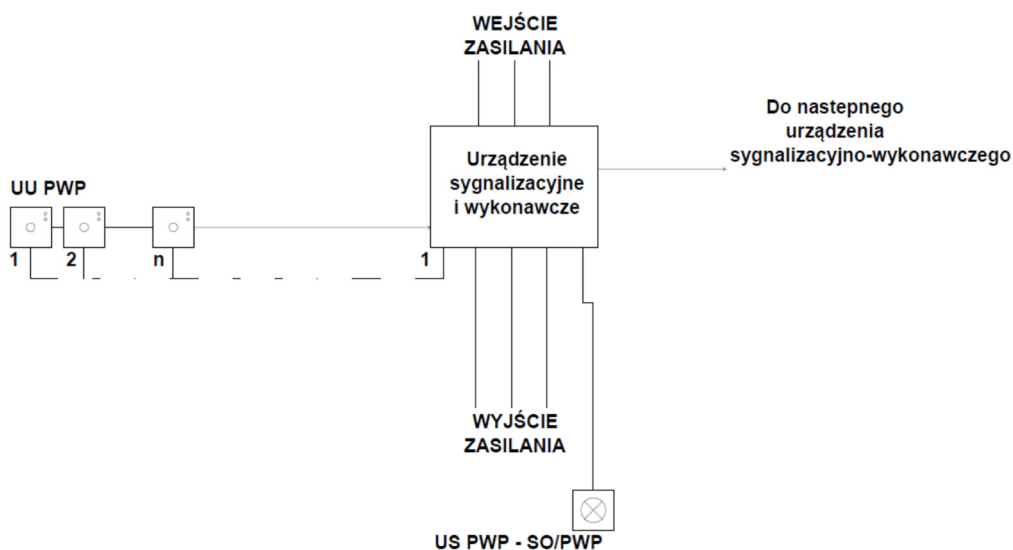 WEJŚCIE
ZASILANIA
Do nastepnego
urządzenia
sygnalizacyjno-wykonawczego
Urządzenie
sygnalizacyjne
i wykonawcze
UU PWP
1
2
n
1
WYJŚCIE
ZASILANIA
US PWP - SO/PWP